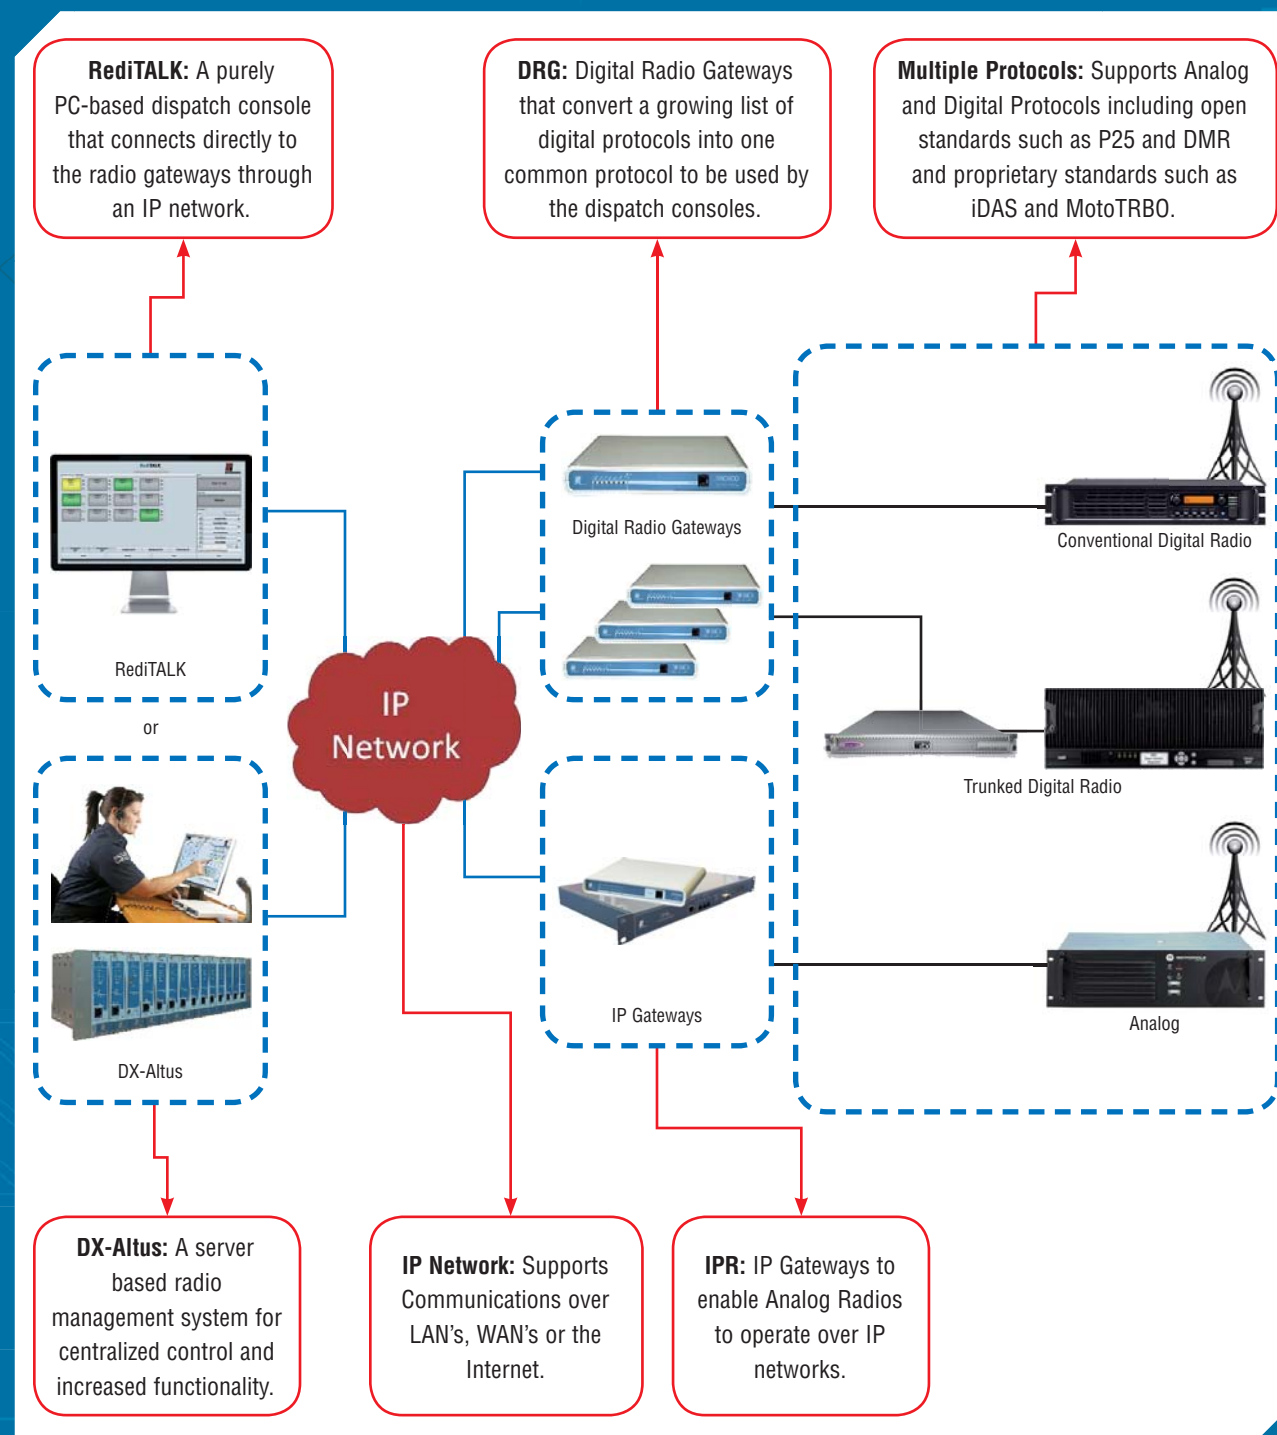 RediTALK: A purely
PC-based dispatch console
that connects directly to
the radio gateways through
an IP network.
DRG: Digital Radio Gateways
that convert a growing list of
digital protocols into one
common protocol to be used by
the dispatch consoles.
Multiple Protocols: Supports Analog
and Digital Protocols including open
standards such as P25 and DMR
and proprietary standards such as
iDAS and MotoTRBO.
RediTALK
RediTALK
or
DX-Altus
IP
Network
Digital Radio Gateways
IP Gateways
Conventional Digital Radio
Trunked Digital Radio
MOTOROLA
Analog
DX-Altus: A server
based radio
management system for
centralized control and
increased functionality.
IP Network: Supports
Communications over
LAN’s, WAN’s or the
Internet.
IPR: IP Gateways to
enable Analog Radios
to operate over IP
networks.